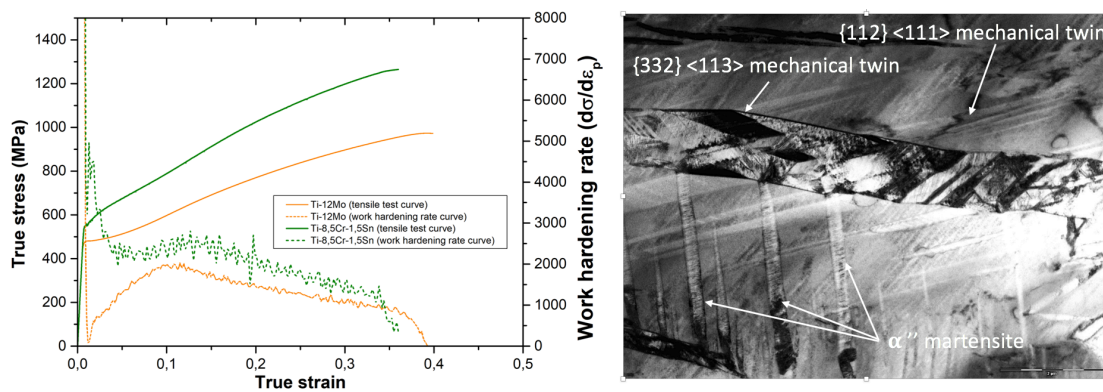 1400
1200
1000
800
600
400
200
0
True stress (MPa)
0,0
0,1
0,2
0,3
0,4
0,5
True strain
8000
7000
6000
5000
4000
3000
2000
1000
0
Work hardening rate (dσ/dεp)
Ti-12Mo (tensile test curve)
Ti-12Mo (work hardening rate curve)
Ti-8,5Cr-1,5Sn (tensile test curve)
Ti-8,5Cr-1,5Sn (work hardening rate curve)
{112} <111> mechanical twin
{332} <113> mechanical twin
α’’ martensite